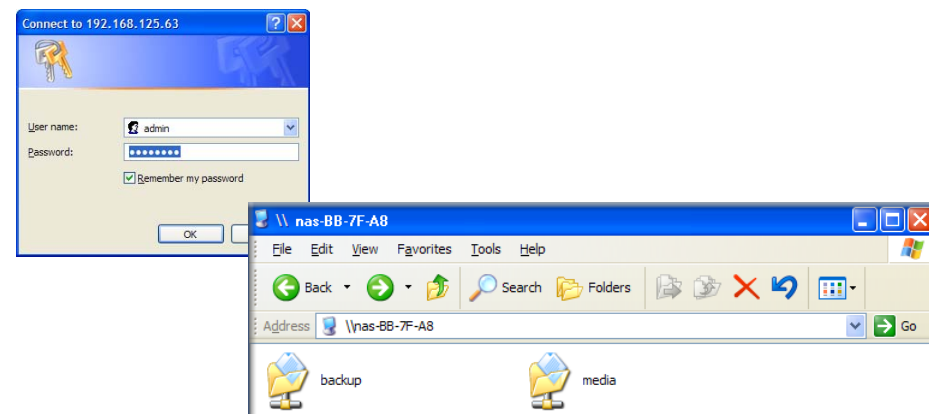 Connect to 192.168.125.63
User name:
admin
Password:
Remember my password
OK
\\ nas-BB-7F-A8
File Edit View Favorites Tools Help
Back Search Folders
Address \\nas-BB-7F-A8 Go
backup media